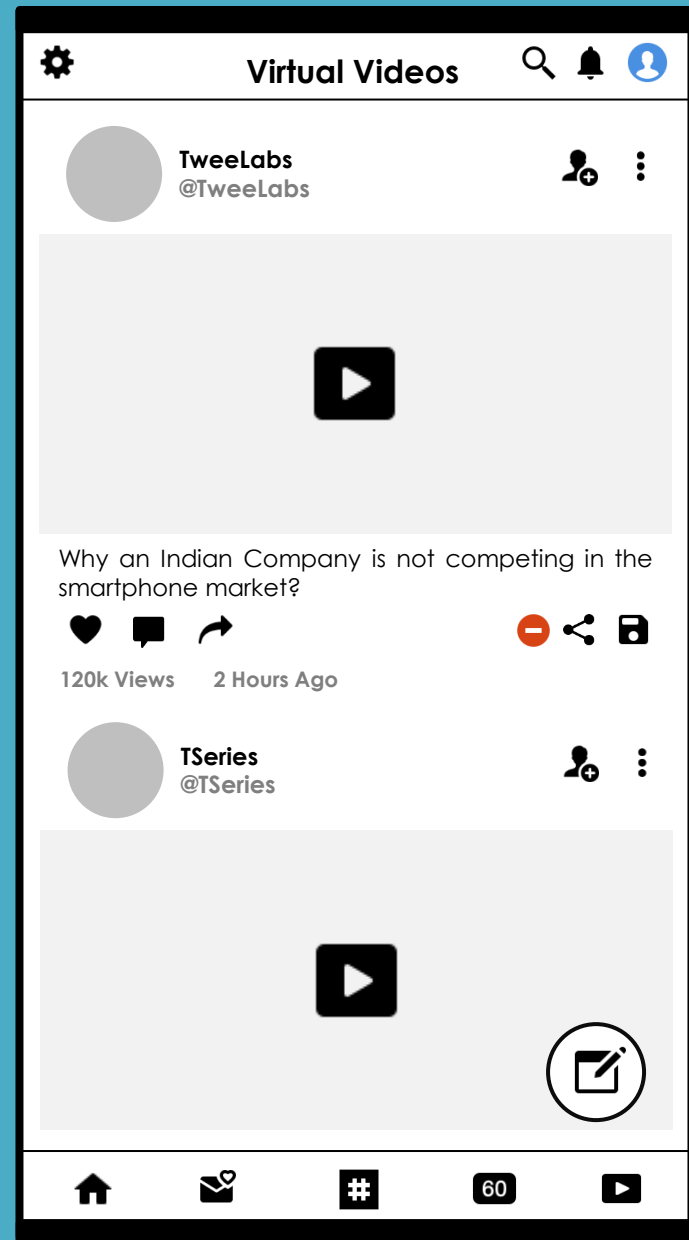 Virtual Videos
TweeLabs
@TweeLabs
Why an Indian Company is not competing in the
smartphone market?
120k Views 2 Hours Ago
TSeries
@TSeries
#
60